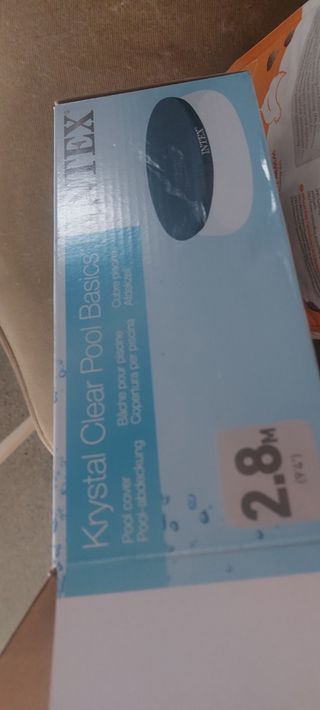 INTEX
INTEX
Krystal Clear Pool Basics
Pool cover
Bâche pour piscine
Cubre piscina
Pool-abdeckung
Copertura per piscina
Afdekzeil
2.8M
(9'4")